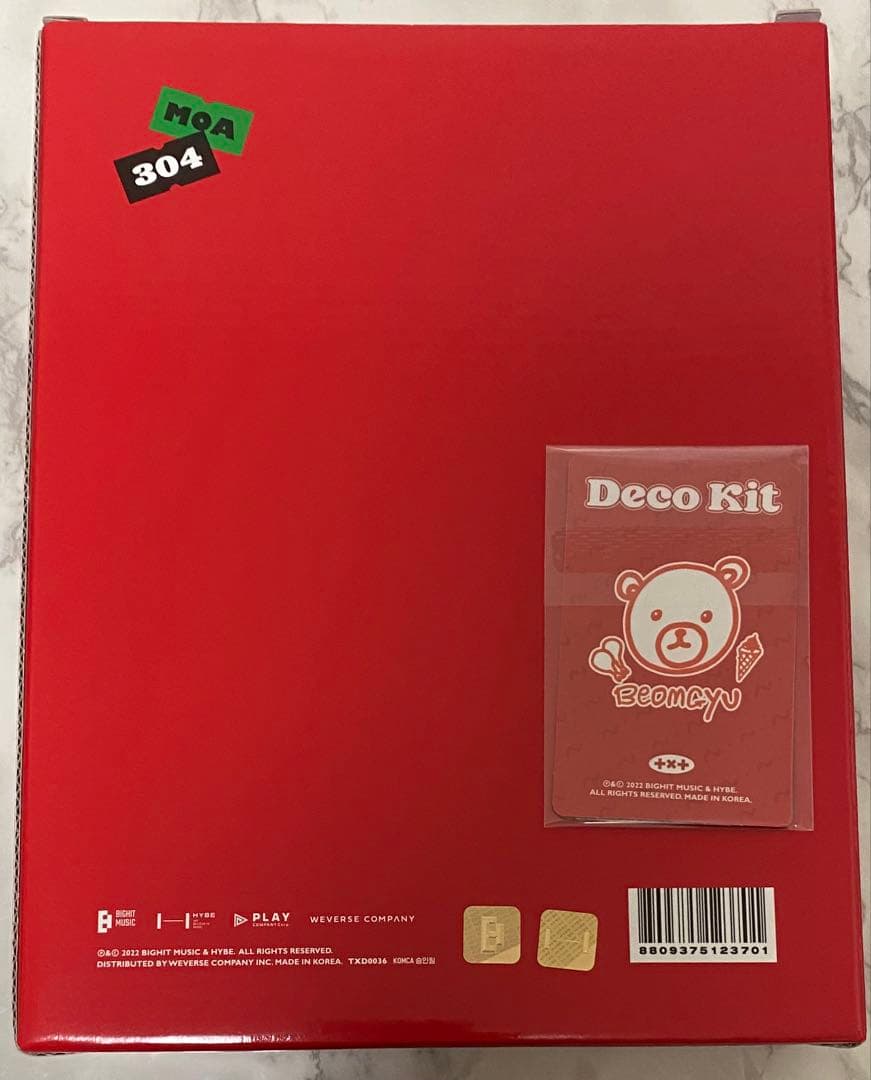 MOA
304
Deco Kit
BEOMGYU
+x+
℗&© 2022 BIGHIT MUSIC & HYBE.
ALL RIGHTS RESERVED. MADE IN KOREA.
BIGHIT
MUSIC
HYBE
PLAY
COMPANY Corp.
WEVERSE COMPANY
℗&© 2022 BIGHIT MUSIC & HYBE. ALL RIGHTS RESERVED.
DISTRIBUTED BY WEVERSE COMPANY INC. MADE IN KOREA. TXD0036 KOMCA 승인필
8809375123701